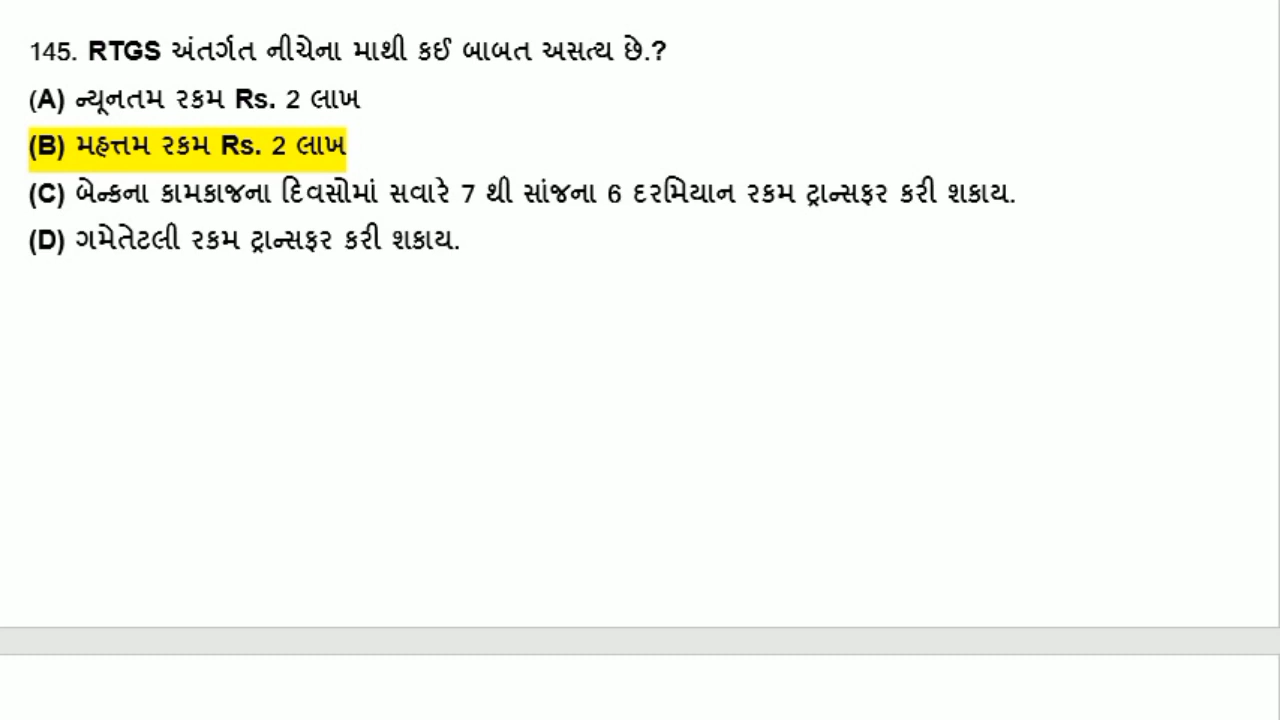 145. RTGS અંતર્ગત નીચેના માથી કઈ બાબત અસત્ય છે.?
(A) ન્યૂનતમ રકમ Rs. 2 લાખ
(B) મહત્તમ રકમ Rs. 2 લાખ
(C) બેન્કના કામકાજના દિવસોમાં સવારે 7 થી સાંજના 6 દરમિયાન રકમ ટ્રાન્સફર કરી શકાય.
(D) ગમેતેટલી રકમ ટ્રાન્સફર કરી શકાય.